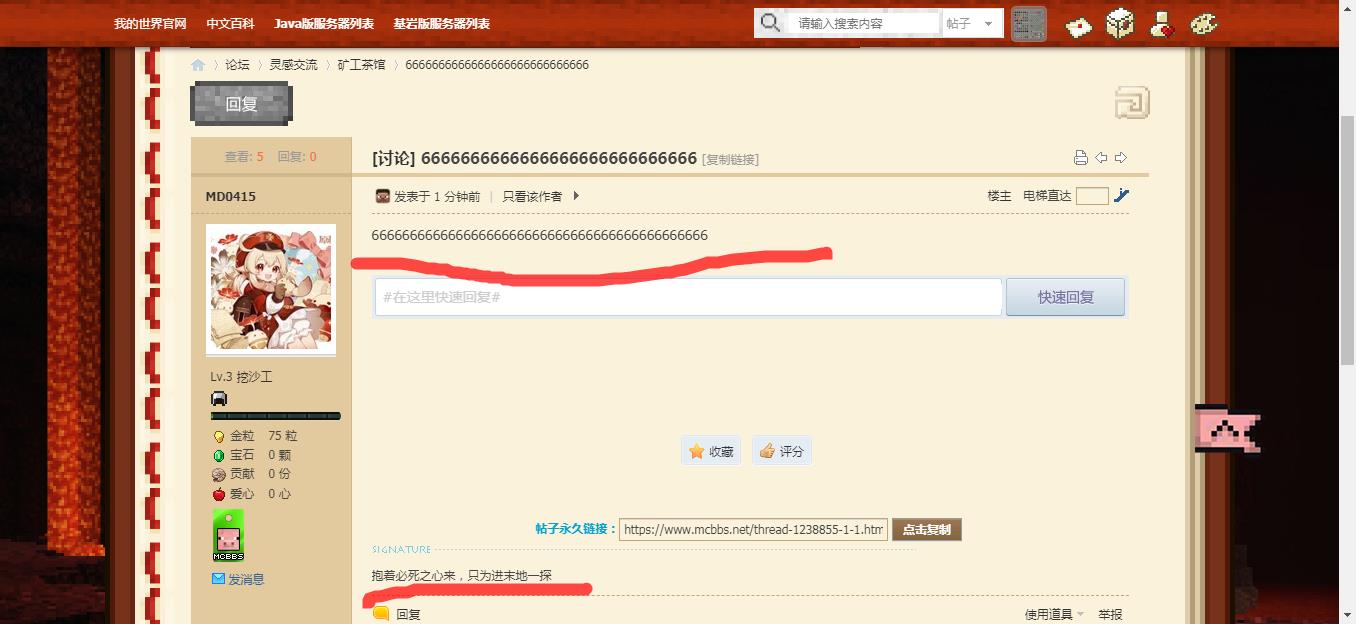 我的世界官网 中文百科 Java版服务器列表 基岩版服务器列表 请输入搜索内容 帖子
论坛 灵感交流 矿工茶馆 6666666666666666666666666666
回复
查看: 5 回复: 0
[讨论] 6666666666666666666666666666 [复制链接]
MD0415
发表于 1 分钟前 | 只看该作者
楼主 电梯直达
66666666666666666666666666666666666666666666
#在这里快速回复#
快速回复
Lv.3 挖沙工
金粒 75 粒
宝石 0 颗
贡献 0 份
爱心 0 心
MCBBS
发消息
收藏
评分
帖子永久链接: https://www.mcbbs.net/thread-1238855-1-1.htm 点击复制
SIGNATURE
抱着必死之心来，只为进末地一探
回复
使用道具 举报